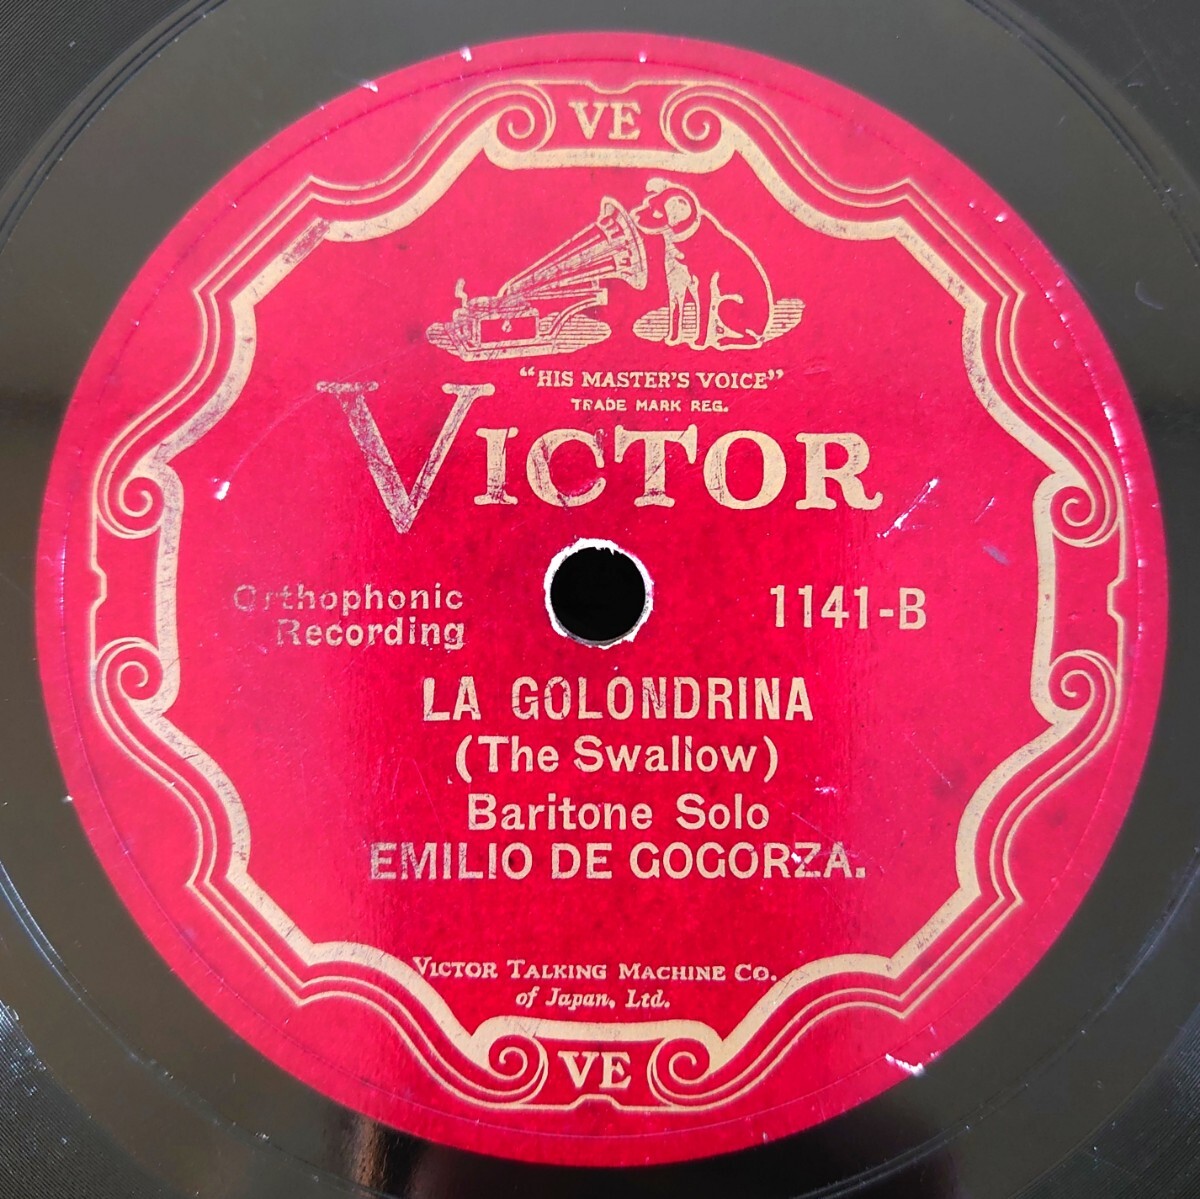 VE
"HIS MASTER'S VOICE"
TRADE MARK REG.
VICTOR
Orthophonic
Recording
1141-B
LA GOLONDRINA
(The Swallow)
Baritone Solo
EMILIO DE GOGORZA.
VICTOR TALKING MACHINE CO.
of Japan, Ltd.
VE